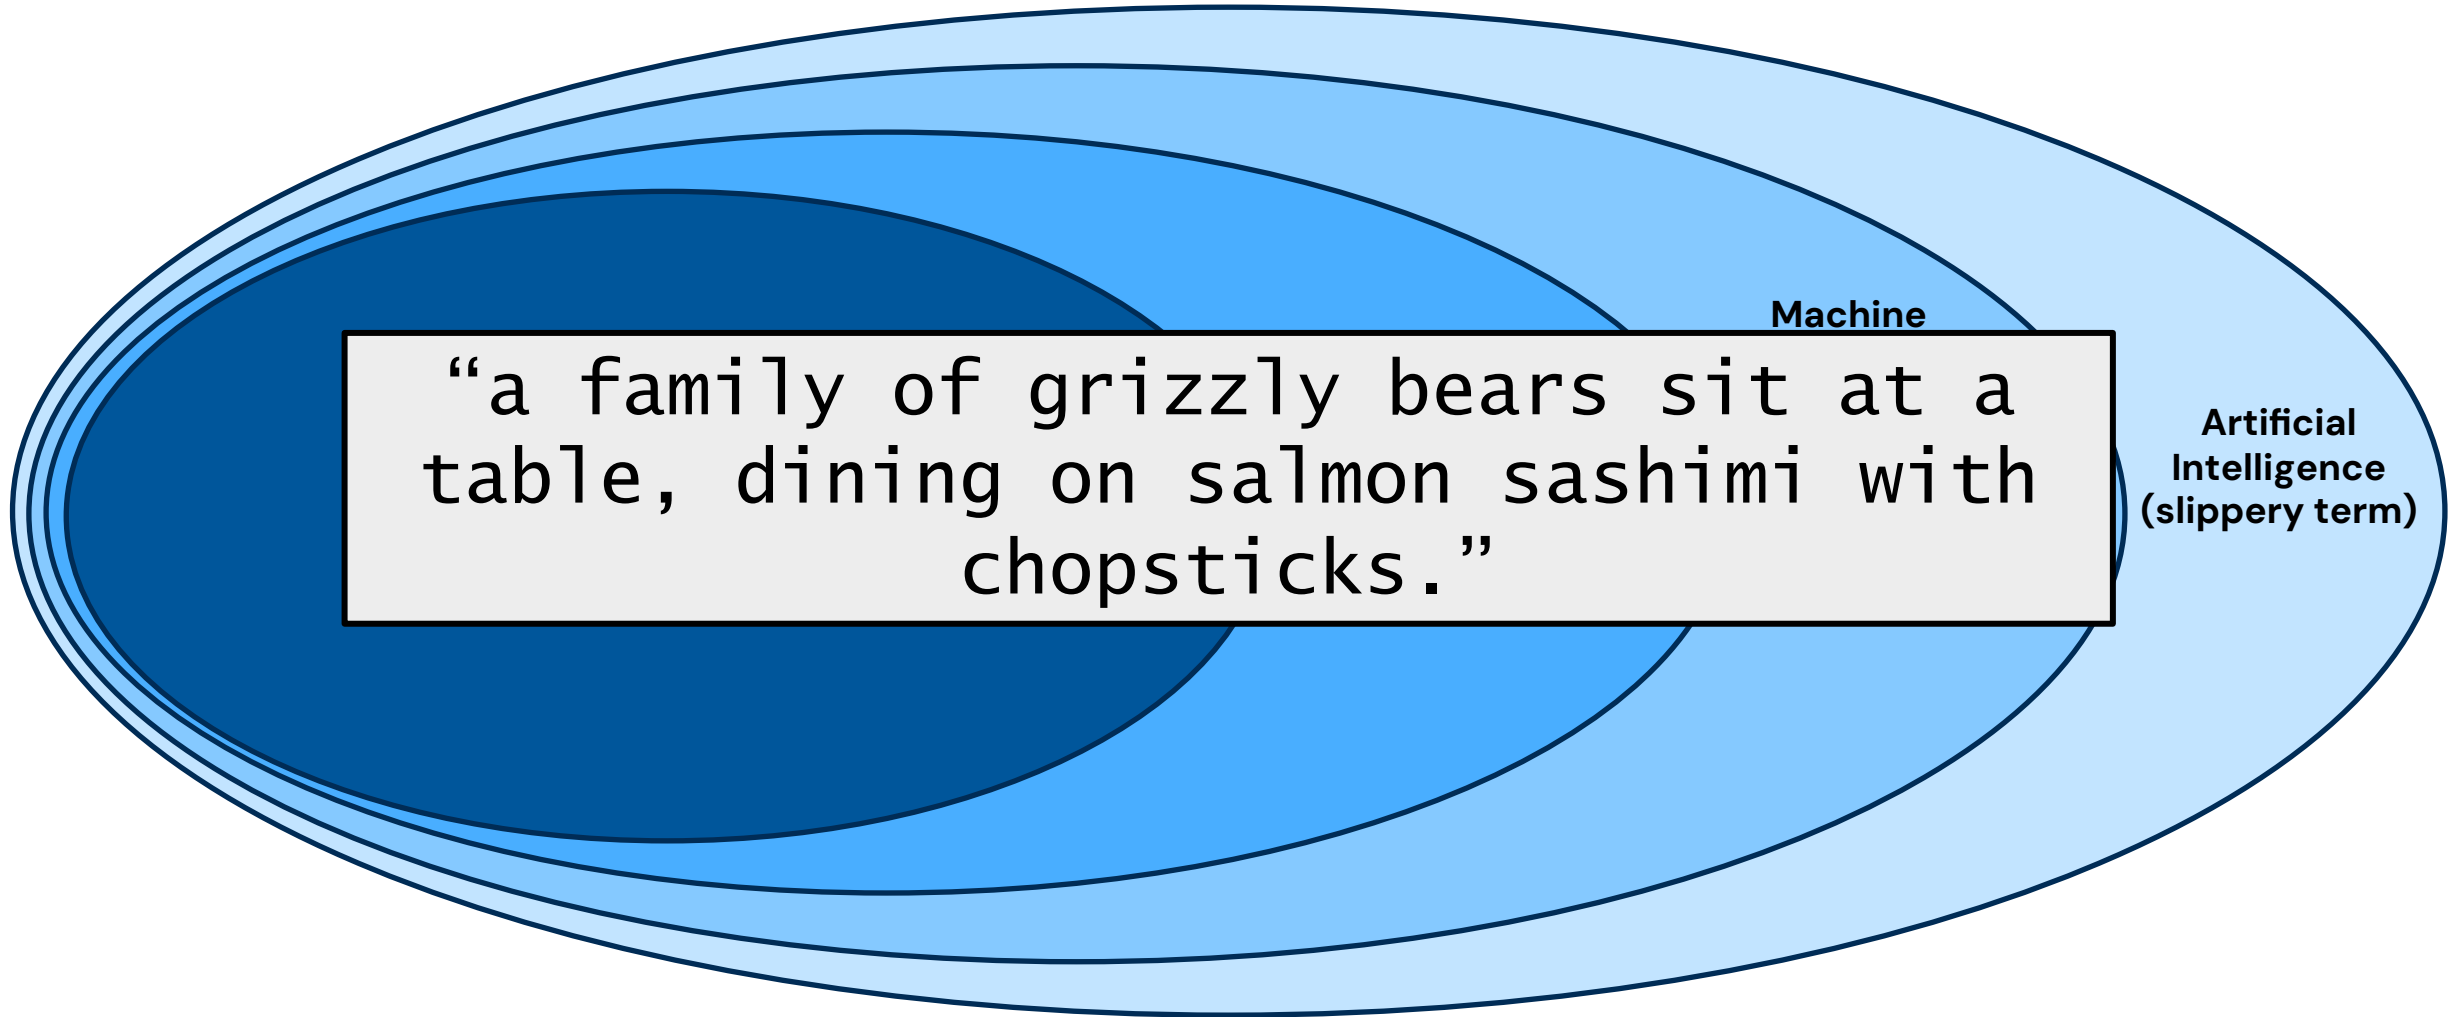 Machine
“a family of grizzly bears sit at a
table, dining on salmon sashimi with
chopsticks.”
Artificial
Intelligence
(slippery term)